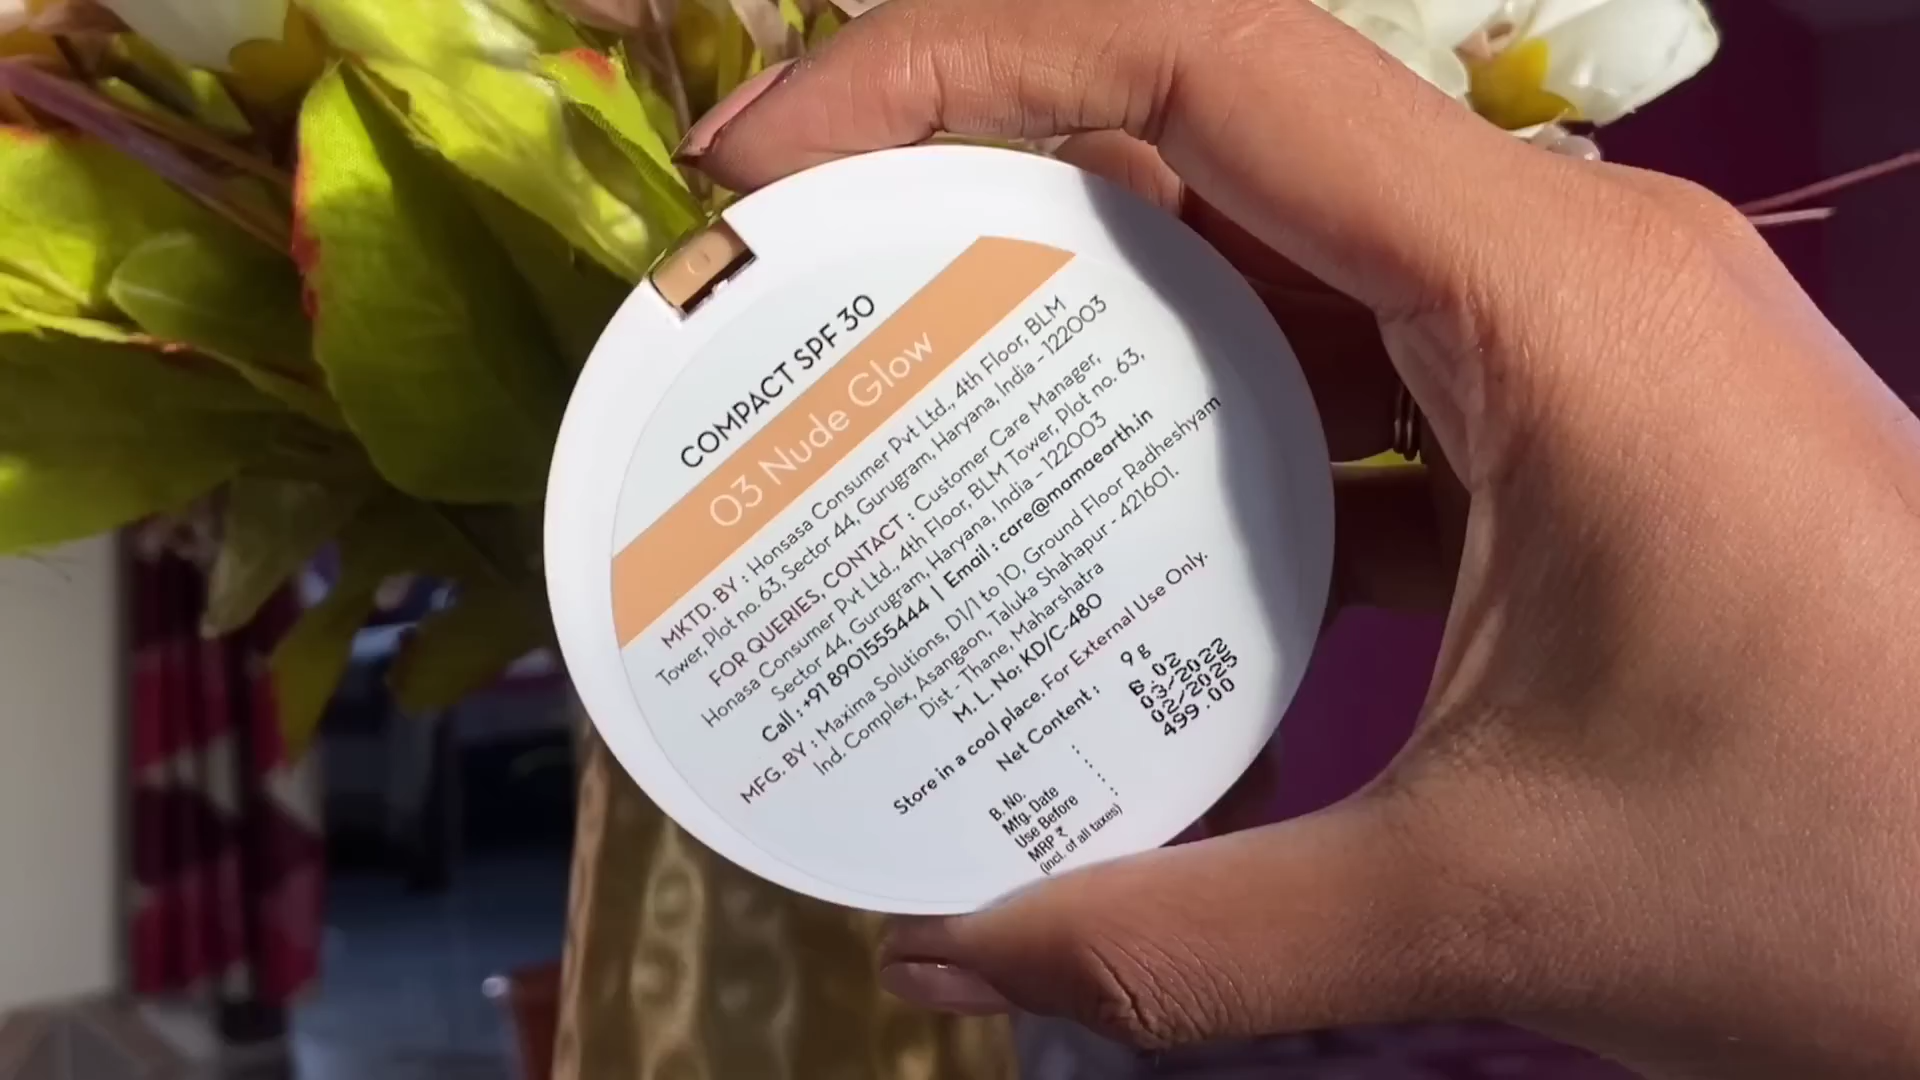 COMPACT SPF 30
03 Nude Glow
MKTD. BY : Honsasa Consumer Pvt Ltd., 4th Floor, BLM
Tower, Plot no. 63, Sector 44, Gurugram, Haryana, India - 122003
FOR QUERIES, CONTACT : Customer Care Manager,
Honasa Consumer Pvt Ltd., 4th Floor, BLM Tower, Plot no. 63,
Sector 44, Gurugram, Haryana, India - 122003
Call : +91 8901555444 | Email : care@mamaearth.in
MFG. BY : Maxima Solutions, D1/1 to 10, Ground Floor Radheshyam
Ind. Complex, Asangaon, Taluka Shahapur - 421601.
Dist - Thane, Maharshatra
M. L. No: KD/C-480
Store in a cool place. For External Use Only.
Net Content : 9 g
B. No. : 02
Mfg. Date : 03/2022
Use Before : 02/2025
MRP ₹ : 499.00
(incl. of all taxes)